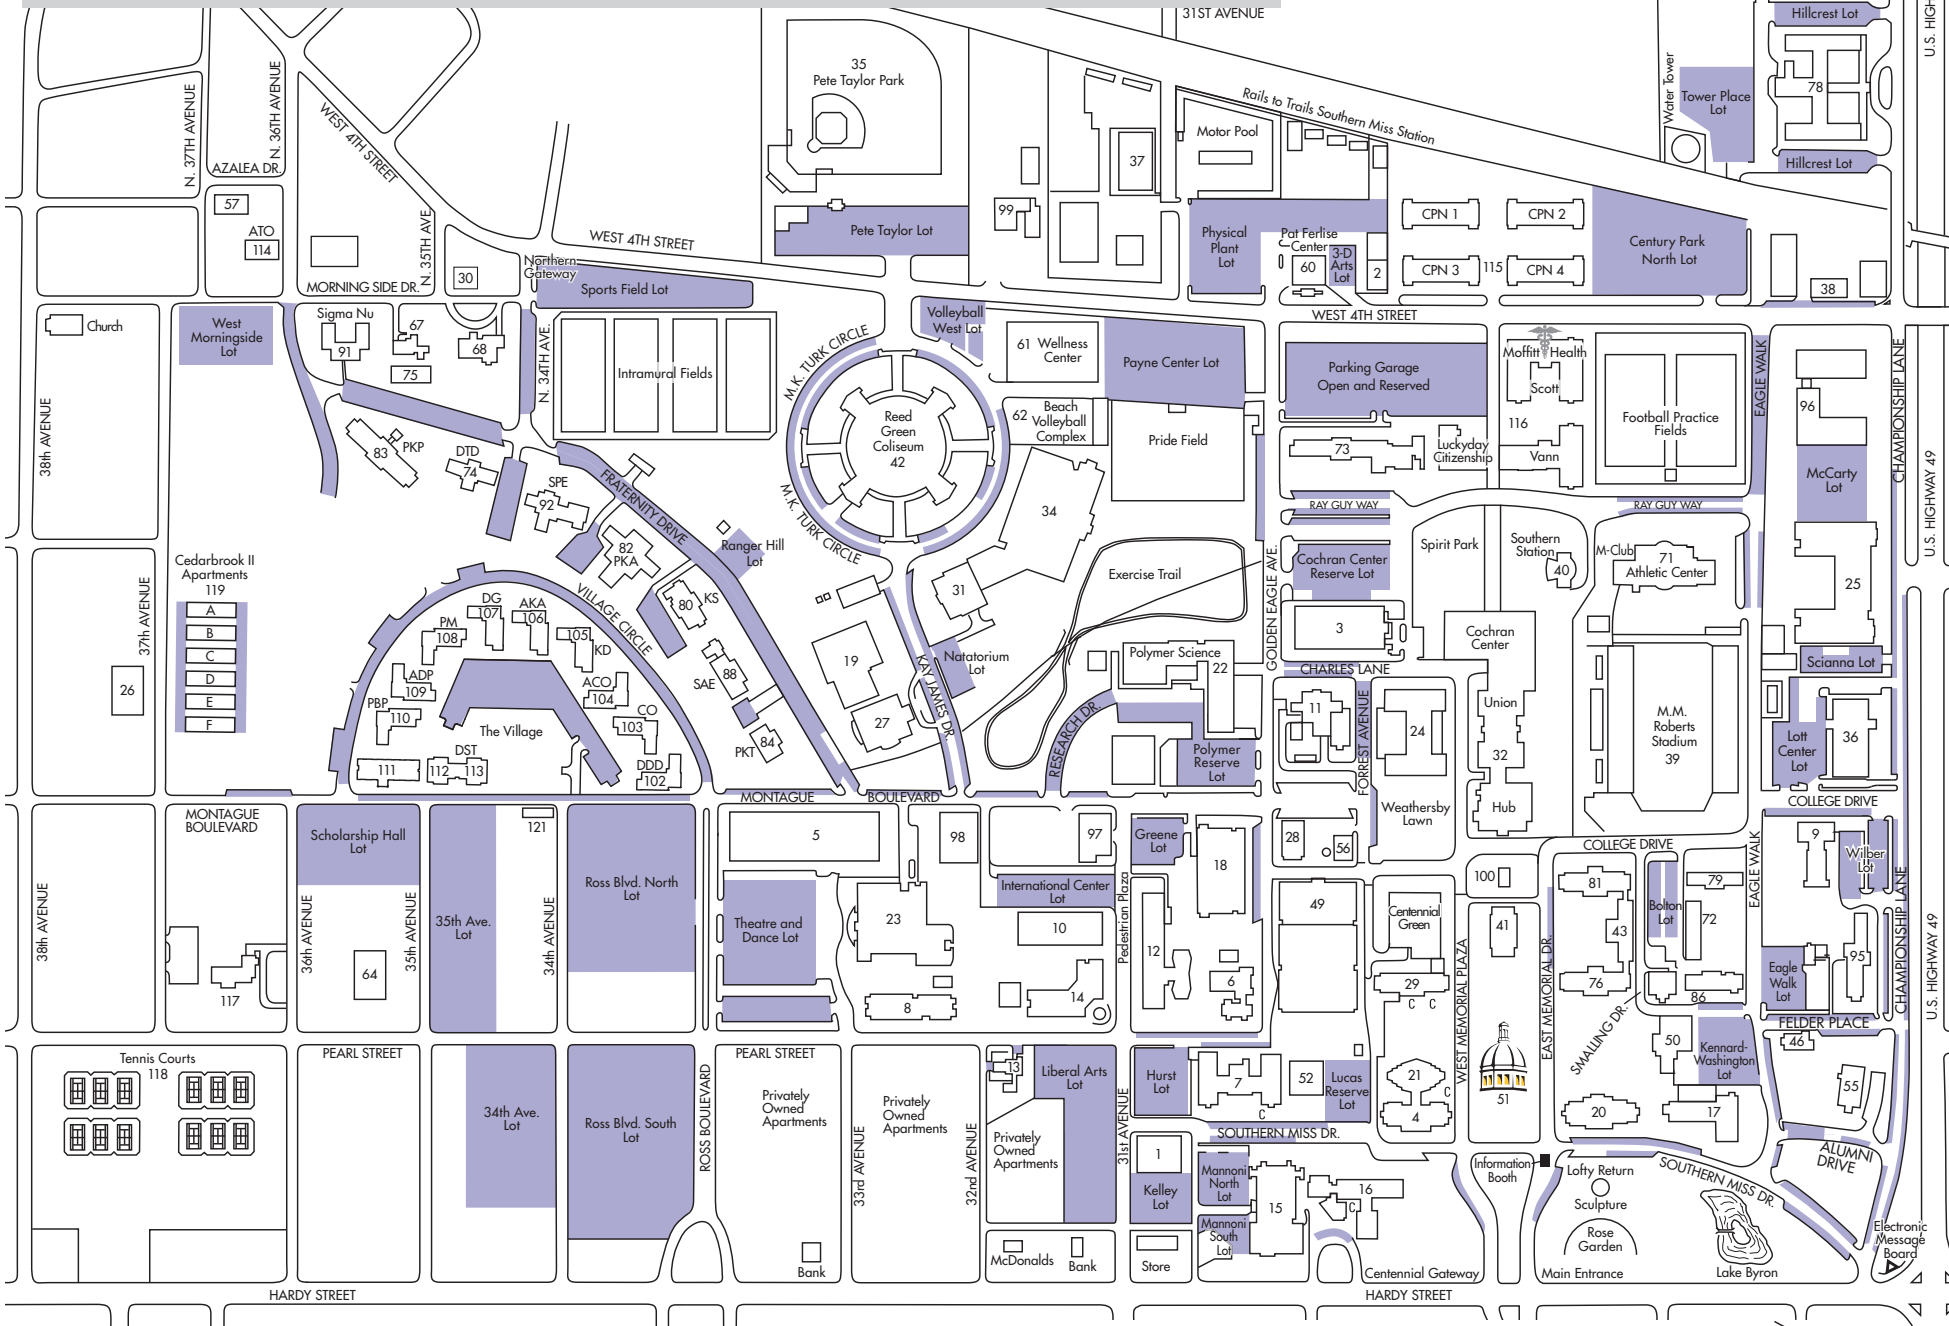 31ST AVENUE
Hillcrest Lot
U.S. HIGH
35
Pete Taylor Park
N. 37TH AVENUE
N. 36TH AVENUE
WEST 4TH STREET
AZALEA DR.
Rails to Trails Southern Miss Station
Motor Pool
37
Water Tower
Tower Place
Lot
78
Hillcrest Lot
57
ATO
114
N. 35TH AVE
30
MORNING SIDE DR.
WEST 4TH STREET
Northern
Gateway
Sports Field Lot
Pete Taylor Lot
99
Physical
Plant
Lot
Pat Ferlise
Center
60
3-D
Arts
Lot
2
CPN 1
CPN 2
CPN 3
115
CPN 4
Century Park
North Lot
38
WEST 4TH STREET
Church
West
Morningside
Lot
Sigma Nu
91
67
75
68
N. 34TH AVE.
Intramural Fields
M.K. TURK CIRCLE
Reed
Green
Coliseum
42
M.K. TURK CIRCLE
Volleyball
West Lot
61 Wellness
Center
62
Beach
Volleyball
Complex
Payne Center Lot
Pride Field
Parking Garage
Open and Reserved
Moffitt Health
Scott
116
Vann
73
Luckyday
Citizenship
Football Practice
Fields
EAGLE WALK
96
McCarty
Lot
CHAMPIONSHIP LANE
U.S. HIGHWAY 49
38th AVENUE
83
PKP
DTD
74
SPE
92
FRATERNITY DRIVE
82
PKA
Ranger Hill
Lot
34
RAY GUY WAY
RAY GUY WAY
Cochran Center
Reserve Lot
Spirit Park
Southern
Station
40
M-Club
71
Athletic Center
25
Cedarbrook II
Apartments
119
A
B
C
D
E
F
37th AVENUE
26
DG
107
AKA
106
PM
108
105
KD
ADP
109
PBP
110
ACO
104
CO
103
The Village
DST
111
112
113
DDD
102
VILLAGE CIRCLE
80
KS
SAE
88
PKT
84
31
Exercise Trail
19
27
KAY JAMES DR.
Natatorium
Lot
Polymer Science
22
RESEARCH DR.
Polymer
Reserve
Lot
GOLDEN EAGLE AVE.
3
CHARLES LANE
11
FORREST AVENUE
24
Weathersby
Lawn
Cochran
Center
Union
32
Hub
M.M.
Roberts
Stadium
39
Scianna Lot
Lott
Center
Lot
36
COLLEGE DRIVE
MONTAGUE
BOULEVARD
MONTAGUE
BOULEVARD
Scholarship Hall
Lot
121
35th Ave.
Lot
Ross Blvd. North
Lot
5
98
97
Greene
Lot
18
28
56
COLLEGE DRIVE
100
81
79
9
Wilber
Lot
EAGLE WALK
38th AVENUE
36th AVENUE
35th AVENUE
34th AVENUE
64
117
Theatre and
Dance Lot
23
8
International Center
Lot
10
14
Pedestrian Plaza
12
6
49
Centennial
Green
29
C C
41
WEST MEMORIAL PLAZA
EAST MEMORIAL DR.
43
Bolton
Lot
72
76
86
Eagle
Walk
Lot
95
CHAMPIONSHIP LANE
U.S. HIGHWAY 49
SMALLING DR.
FELDER PLACE
Tennis Courts
118
PEARL STREET
34th Ave.
Lot
Ross Blvd. South
Lot
ROSS BOULEVARD
PEARL STREET
Privately
Owned
Apartments
33rd AVENUE
Privately
Owned
Apartments
32nd AVENUE
13
Privately
Owned
Apartments
Liberal Arts
Lot
31st AVENUE
Hurst
Lot
7
52
Lucas
Reserve
Lot
C
21
C
4
51
50
Kennard-
Washington
Lot
46
55
20
17
SOUTHERN MISS DR.
1
Kelley
Lot
Mannoni
North
Lot
Mannoni
South
Lot
15
16
C
Information
Booth
Lofty Return
Sculpture
Rose
Garden
SOUTHERN MISS DR.
ALUMNI
DRIVE
Lake Byron
Electronic
Message
Board
Bank
McDonalds
Bank
Store
Centennial Gateway
Main Entrance
HARDY STREET
HARDY STREET